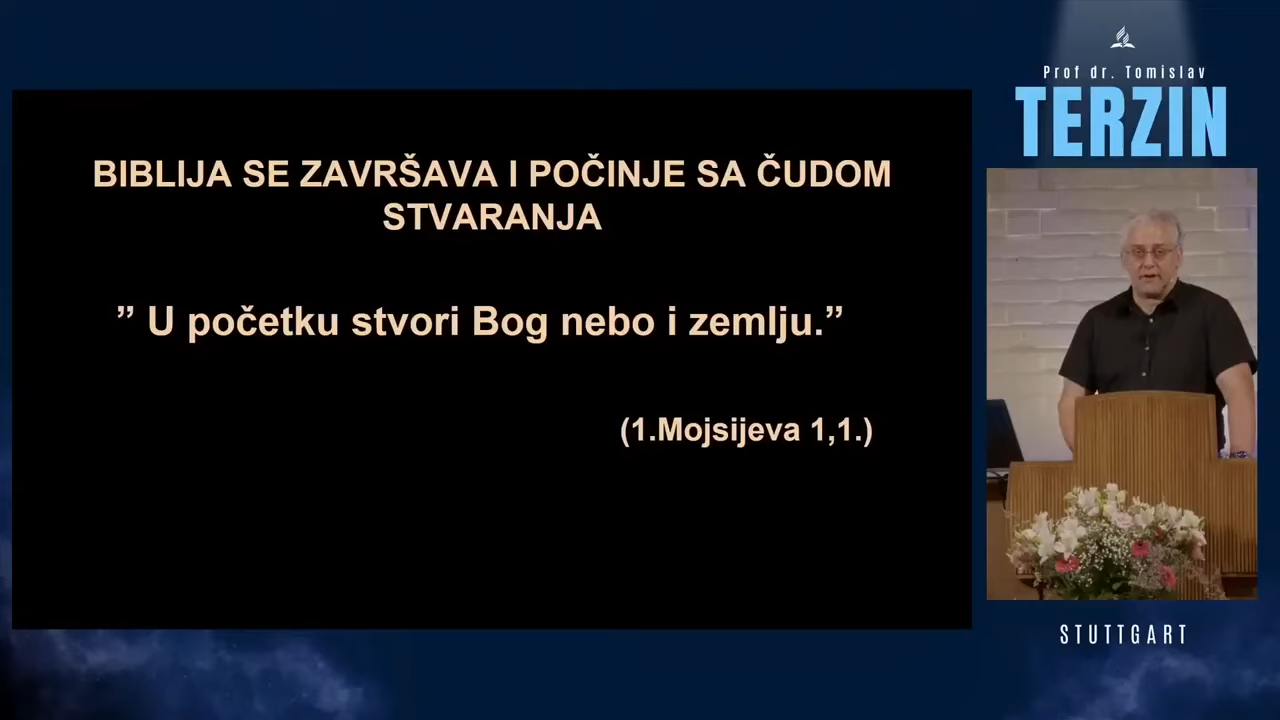 BIBLIJA SE ZAVRŠAVA I POČINJE SA ČUDOM
STVARANJA
” U početku stvori Bog nebo i zemlju.”
(1.Mojsijeva 1,1.)
Prof dr. Tomislav
TERZIN
STUTTGART